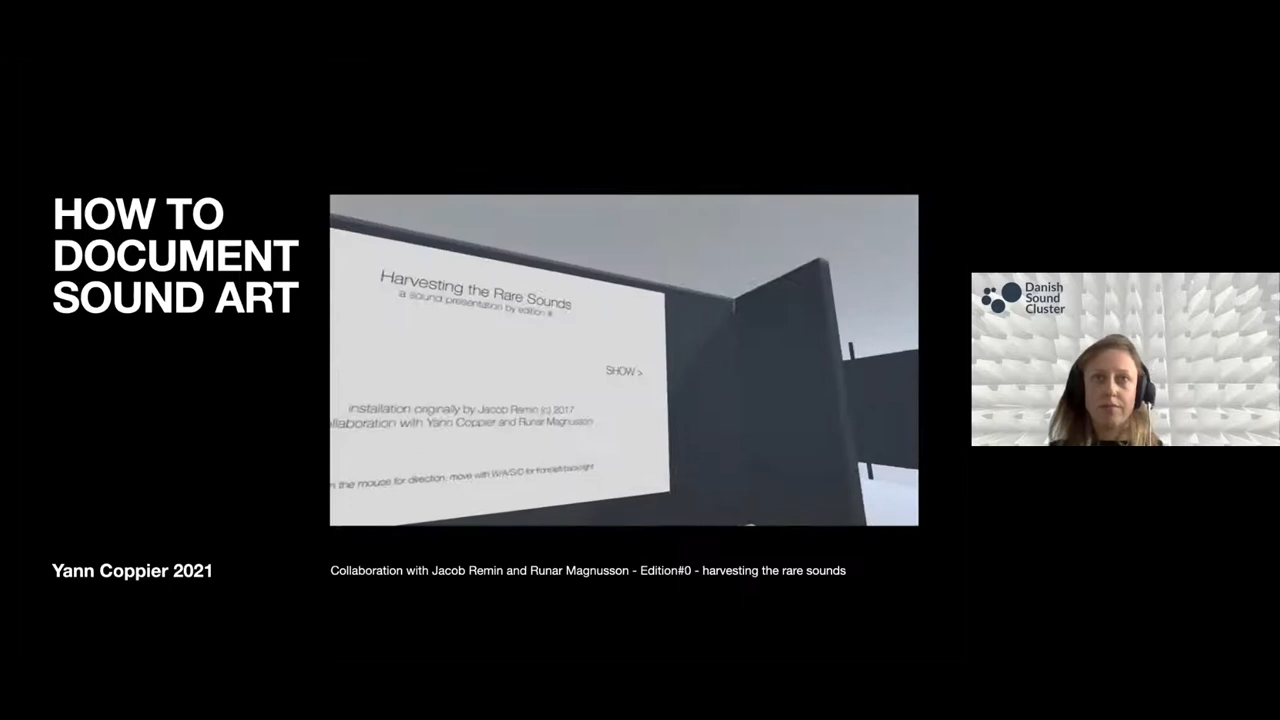 HOW TO
DOCUMENT
SOUND ART
Harvesting the Rare Sounds
a sound presentation by edition #
SHOW >
installation originally by Jacob Remin (c) 2017
llaboration with Yann Coppier and Runar Magnusson
the mouse for direction, move with W/A/S/D for front/left/back/right
Danish
Sound
Cluster
Yann Coppier 2021
Collaboration with Jacob Remin and Runar Magnusson - Edition#0 - harvesting the rare sounds